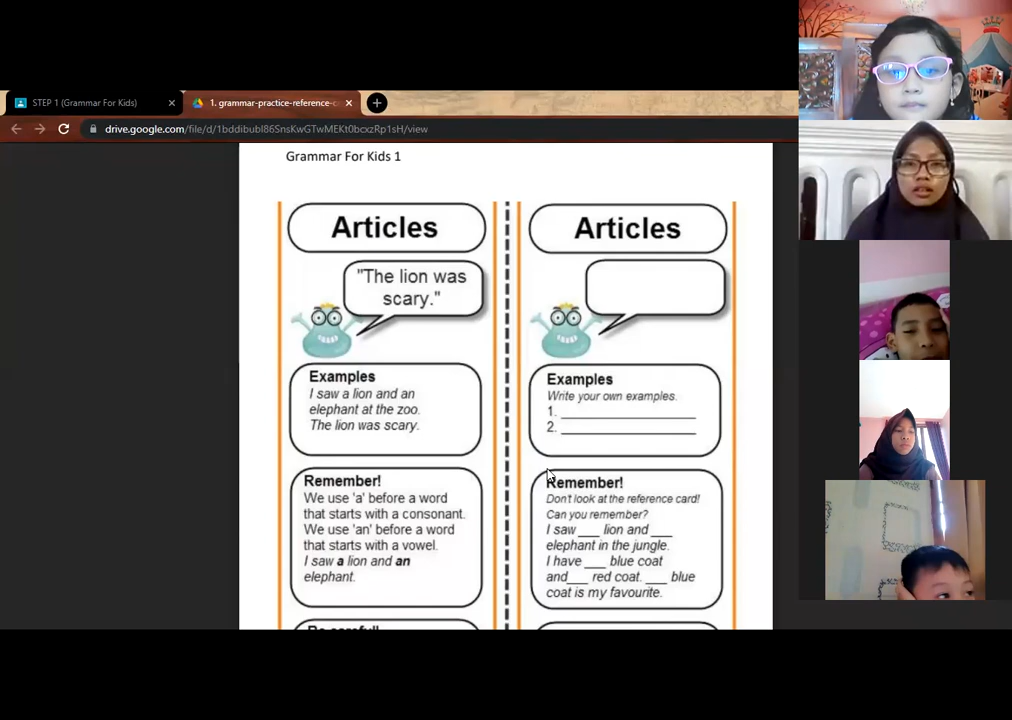 STEP 1 (Grammar For Kids)
1. grammar-practice-reference-
drive.google.com/file/d/1bddibubl86SnsKwGTwMEKt0bcxzRp1sH/view
Grammar For Kids 1
Articles
"The lion was
scary."
Examples
I saw a lion and an
elephant at the zoo.
The lion was scary.
Remember!
We use 'a' before a word
that starts with a consonant.
We use 'an' before a word
that starts with a vowel.
I saw a lion and an
elephant.
Be careful!
Articles
Examples
Write your own examples.
1. ____________________
2. ____________________
Remember!
Don't look at the reference card!
Can you remember?
I saw ___ lion and ___
elephant in the jungle.
I have ___ blue coat
and___ red coat. ___ blue
coat is my favourite.